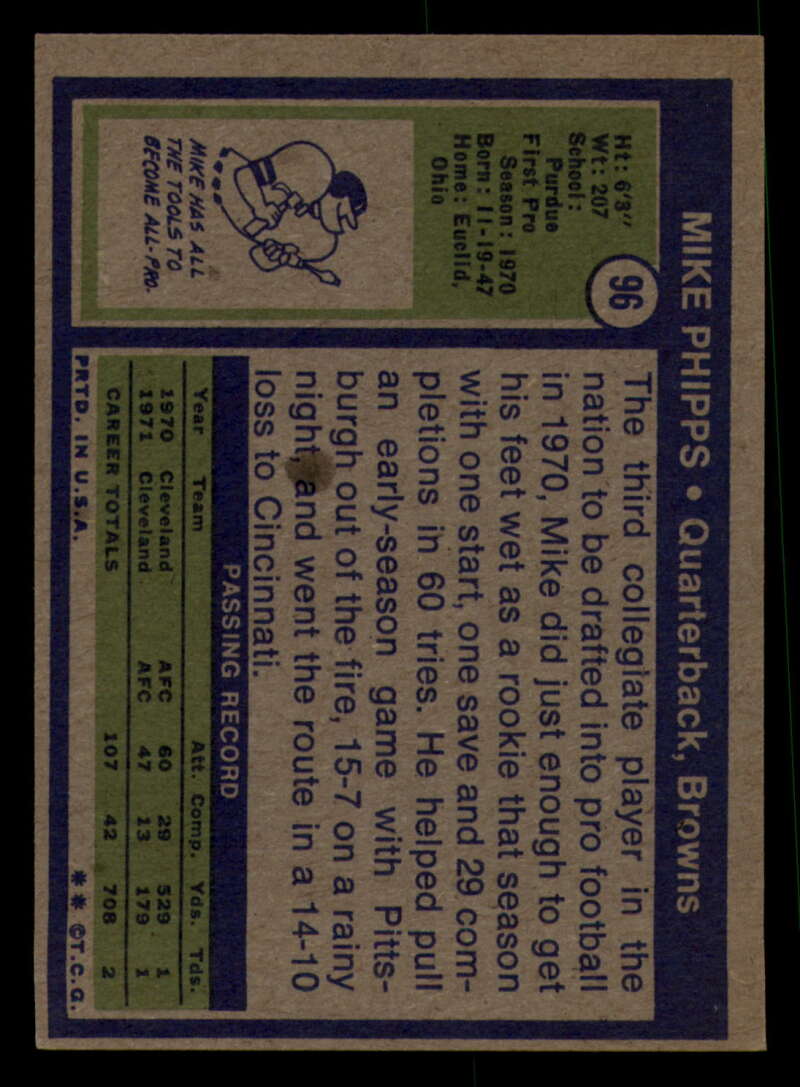 MIKE PHIPPS • Quarterback, Browns
96
Ht: 6'3"
Wt: 207
School:
Purdue
First Pro
Season: 1970
Born: 11-19-47
Home: Euclid,
Ohio
MIKE HAS ALL
THE TOOLS TO
BECOME ALL-PRO.
The third collegiate player in the
nation to be drafted into pro football
in 1970, Mike did just enough to get
his feet wet as a rookie that season
with one start, one save and 29 com-
pletions in 60 tries. He helped pull
an early-season game with Pitts-
burgh out of the fire, 15-7 on a rainy
night, and went the route in a 14-10
loss to Cincinnati.
PASSING RECORD
Year Team Att. Comp. Yds. Tds.
1970 Cleveland AFC 60 29 529 1
1971 Cleveland AFC 47 13 179 1
CAREER TOTALS 107 42 708 2
PRTD. IN U.S.A. ** ©T.C.G.